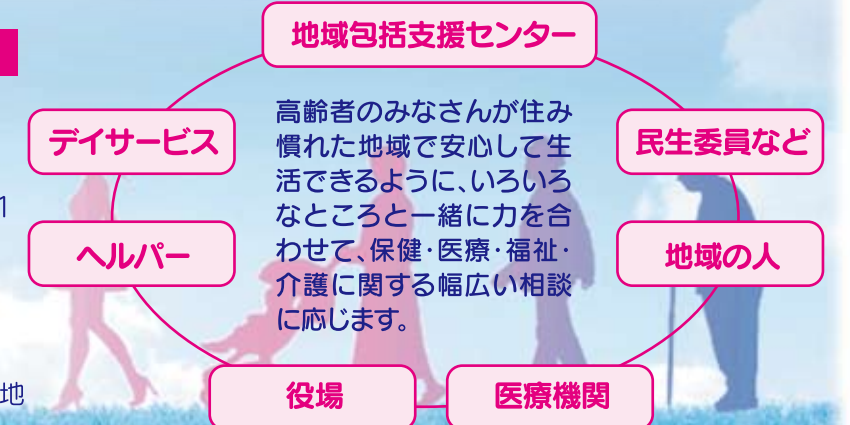 地域包括支援センター
デイサービス
民生委員など
ヘルパー
地域の人
役場
医療機関
高齢者のみなさんが住み
慣れた地域で安心して生
活できるように、いろいろ
なところと一緒に力を合
わせて、保健・医療・福祉・
介護に関する幅広い相談
に応じます。
1
地